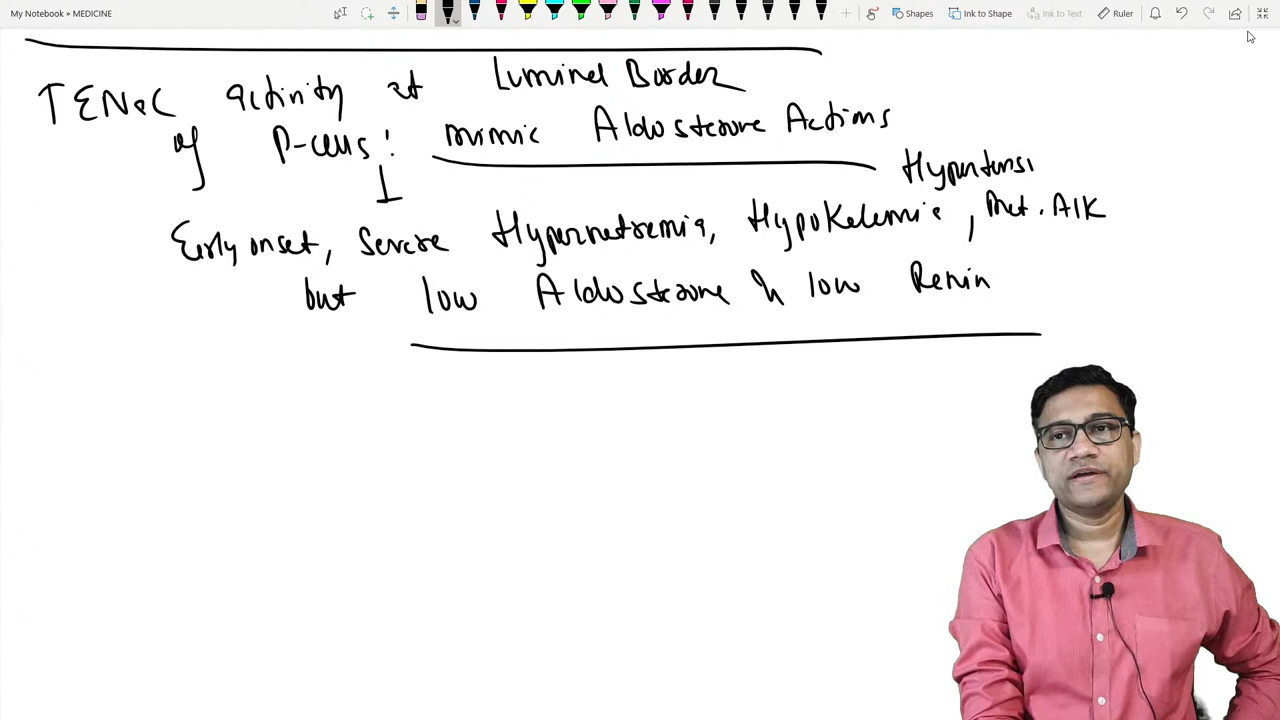 My Notebook » MEDICINE
Shapes Ink to Shape Ink to Text Ruler
↑ENaC activity at Luminal Border
of P-cells : mimic Aldosterone Actions
Hypertensi
Early onset, Severe Hypernatremia, Hypokalemia, Met. Alk
but low Aldosterone & low Renin